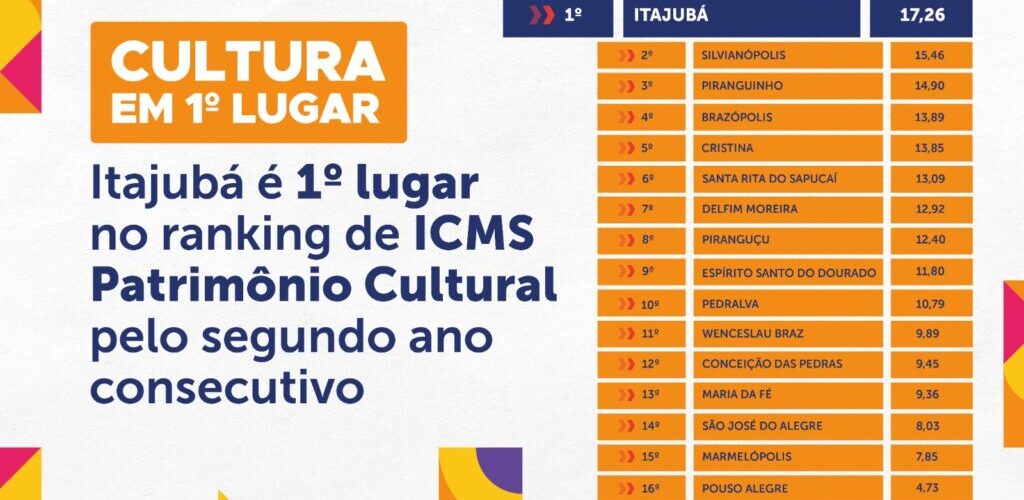 CULTURA
EM 1º LUGAR
Itajubá é 1º lugar
no ranking de ICMS
Patrimônio Cultural
pelo segundo ano
consecutivo
1º ITAJUBÁ 17,26
2º SILVIANÓPOLIS 15,46
3º PIRANGUINHO 14,90
4º BRAZÓPOLIS 13,89
5º CRISTINA 13,85
6º SANTA RITA DO SAPUCAÍ 13,09
7º DELFIM MOREIRA 12,92
8º PIRANGUÇU 12,40
9º ESPÍRITO SANTO DO DOURADO 11,80
10º PEDRALVA 10,79
11º WENCESLAU BRAZ 9,89
12º CONCEIÇÃO DAS PEDRAS 9,45
13º MARIA DA FÉ 9,36
14º SÃO JOSÉ DO ALEGRE 8,03
15º MARMELÓPOLIS 7,85
16º POUSO ALEGRE 4,73